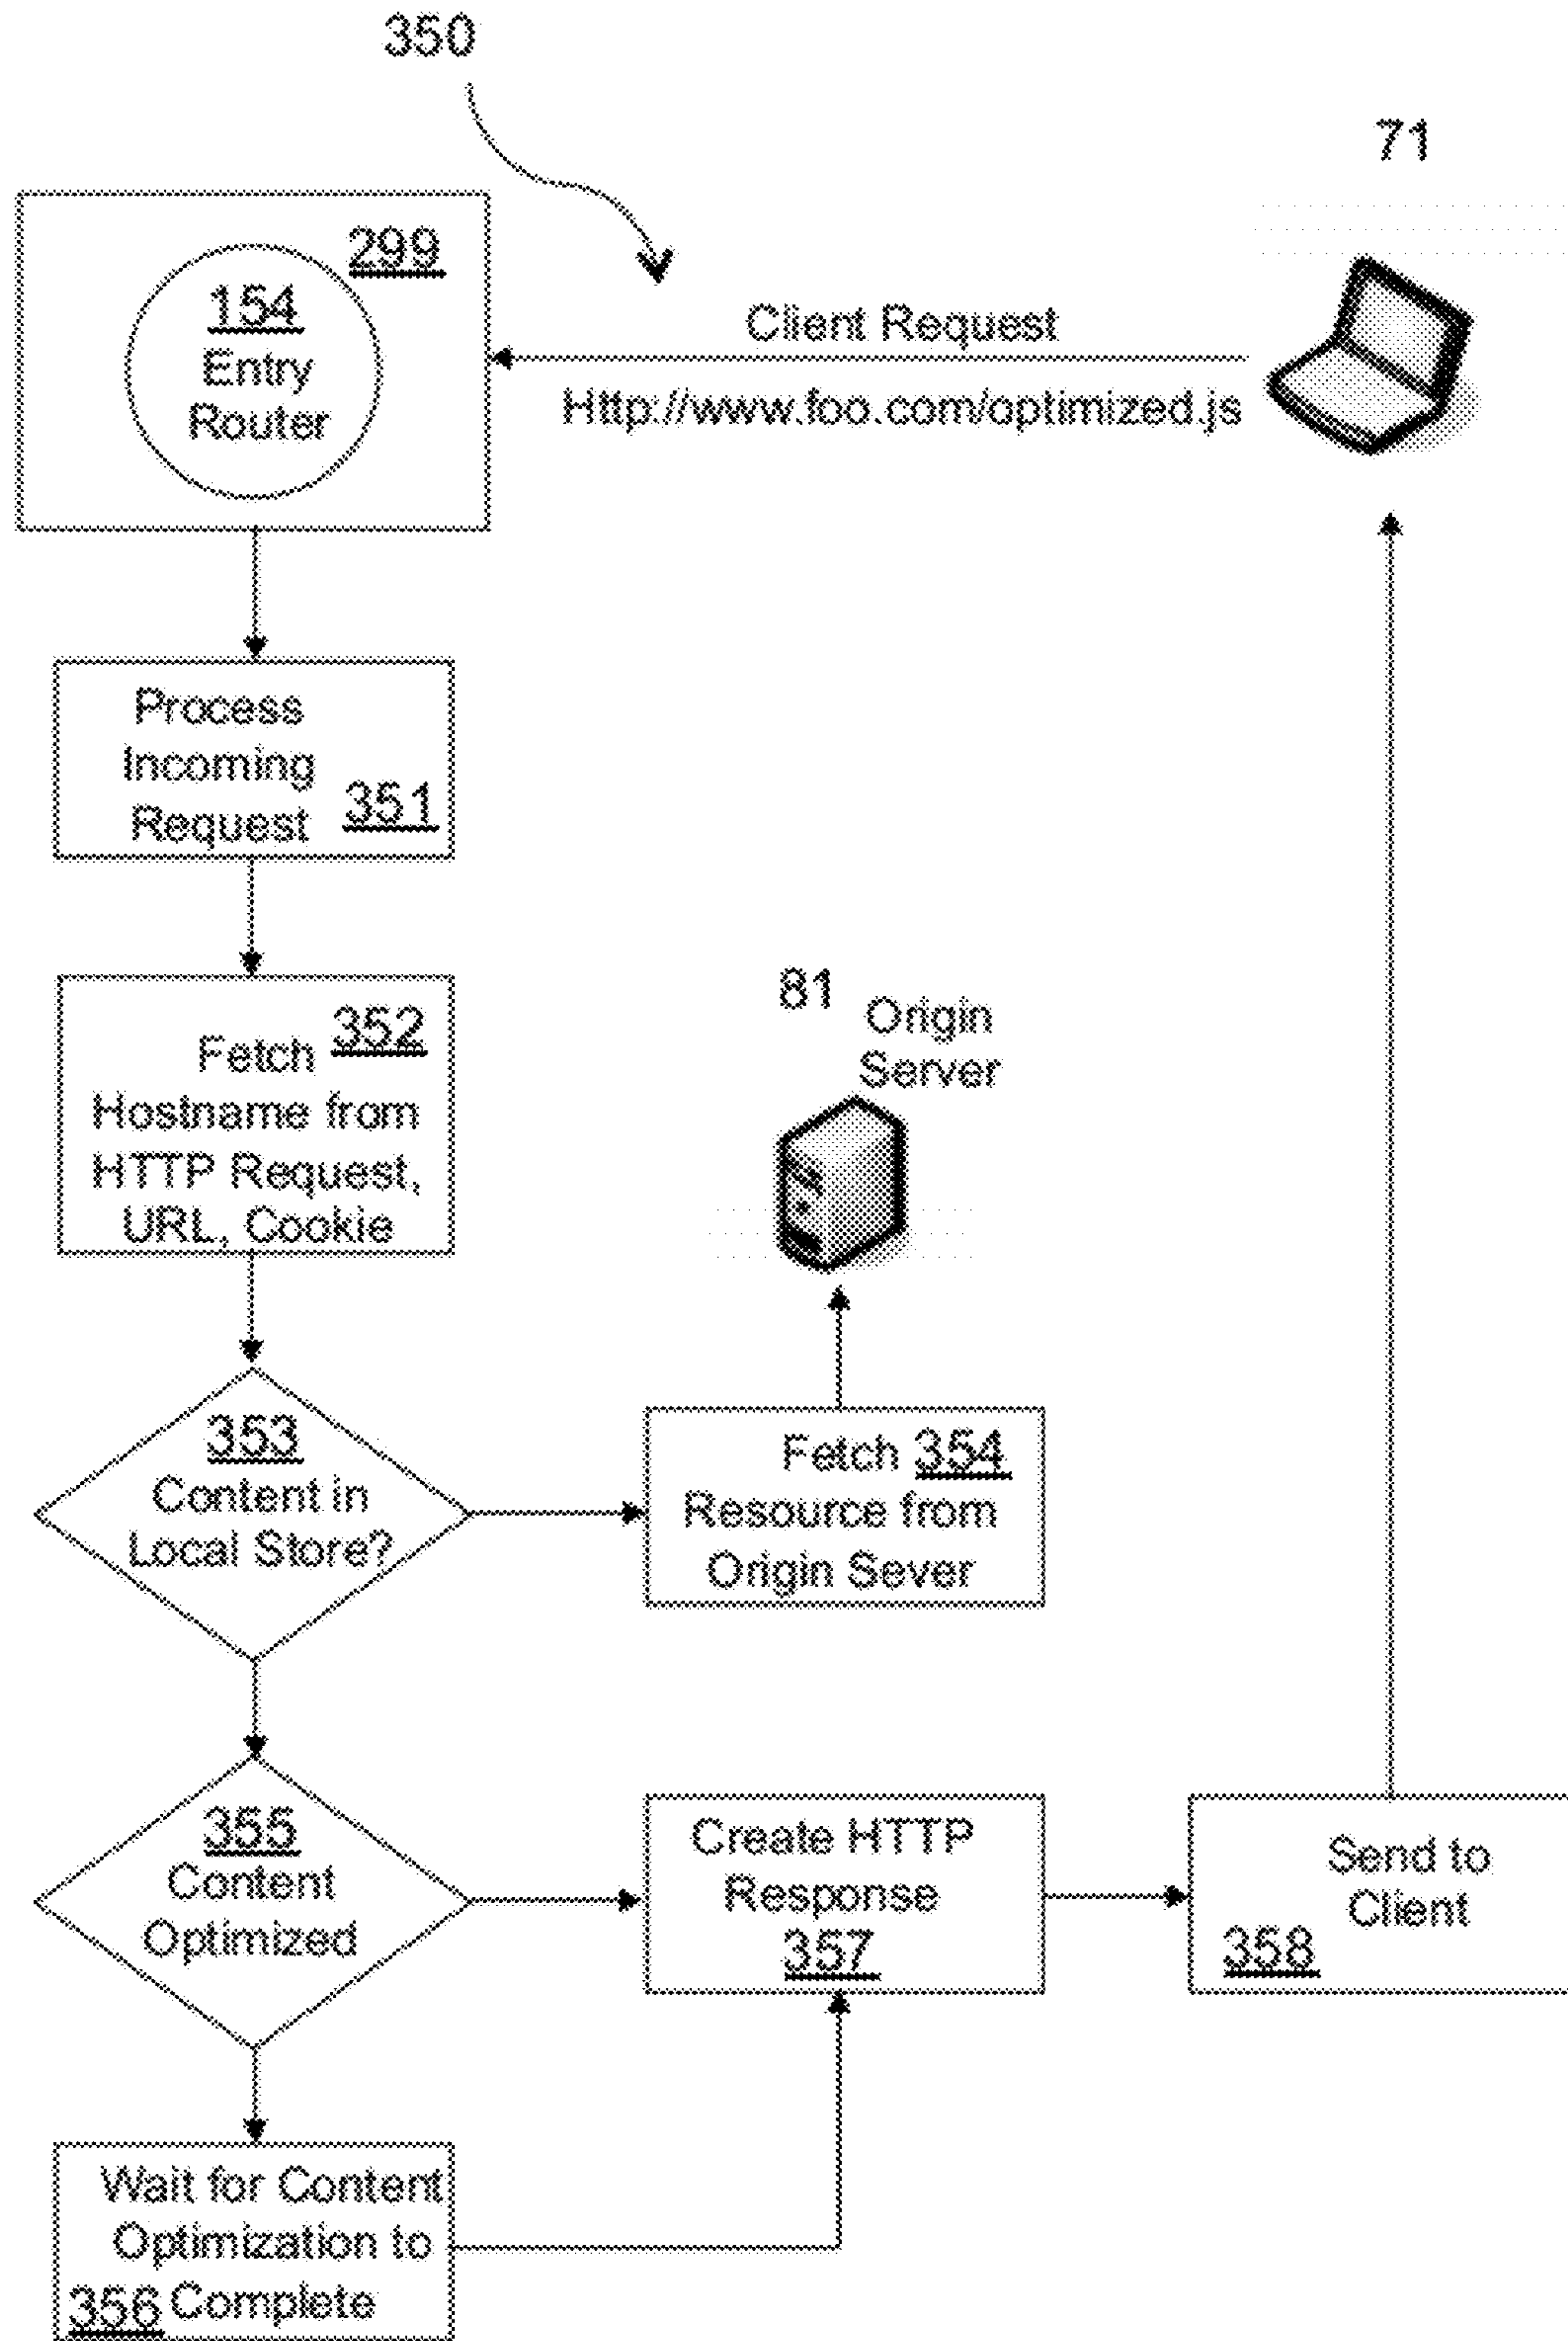 350
71
299
154
Entry
Router
Client Request
Http://www.foo.com/optimized.js
Process
Incoming
Request 351
352
Fetch
Hostname from
HTTP Request,
URL, Cookie
81 Origin
Server
353
Content in
Local Store?
Fetch 354
Resource from
Origin Sever
355
Content
Optimized
Create HTTP
Response
357
Send to
Client
358
Wait for Content
Optimization to
356 Complete